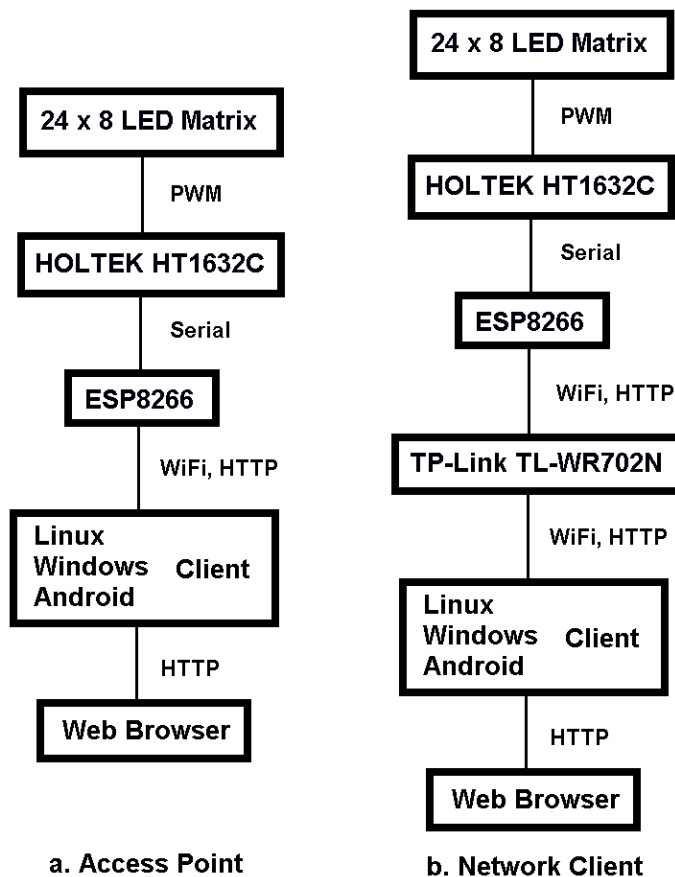 24 x 8 LED Matrix
PWM
HOLTEK HT1632C
Serial
ESP8266
WiFi, HTTP
Linux
Windows Client
Android
HTTP
Web Browser
a. Access Point
24 x 8 LED Matrix
PWM
HOLTEK HT1632C
Serial
ESP8266
WiFi, HTTP
TP-Link TL-WR702N
WiFi, HTTP
Linux
Windows Client
Android
HTTP
Web Browser
b. Network Client